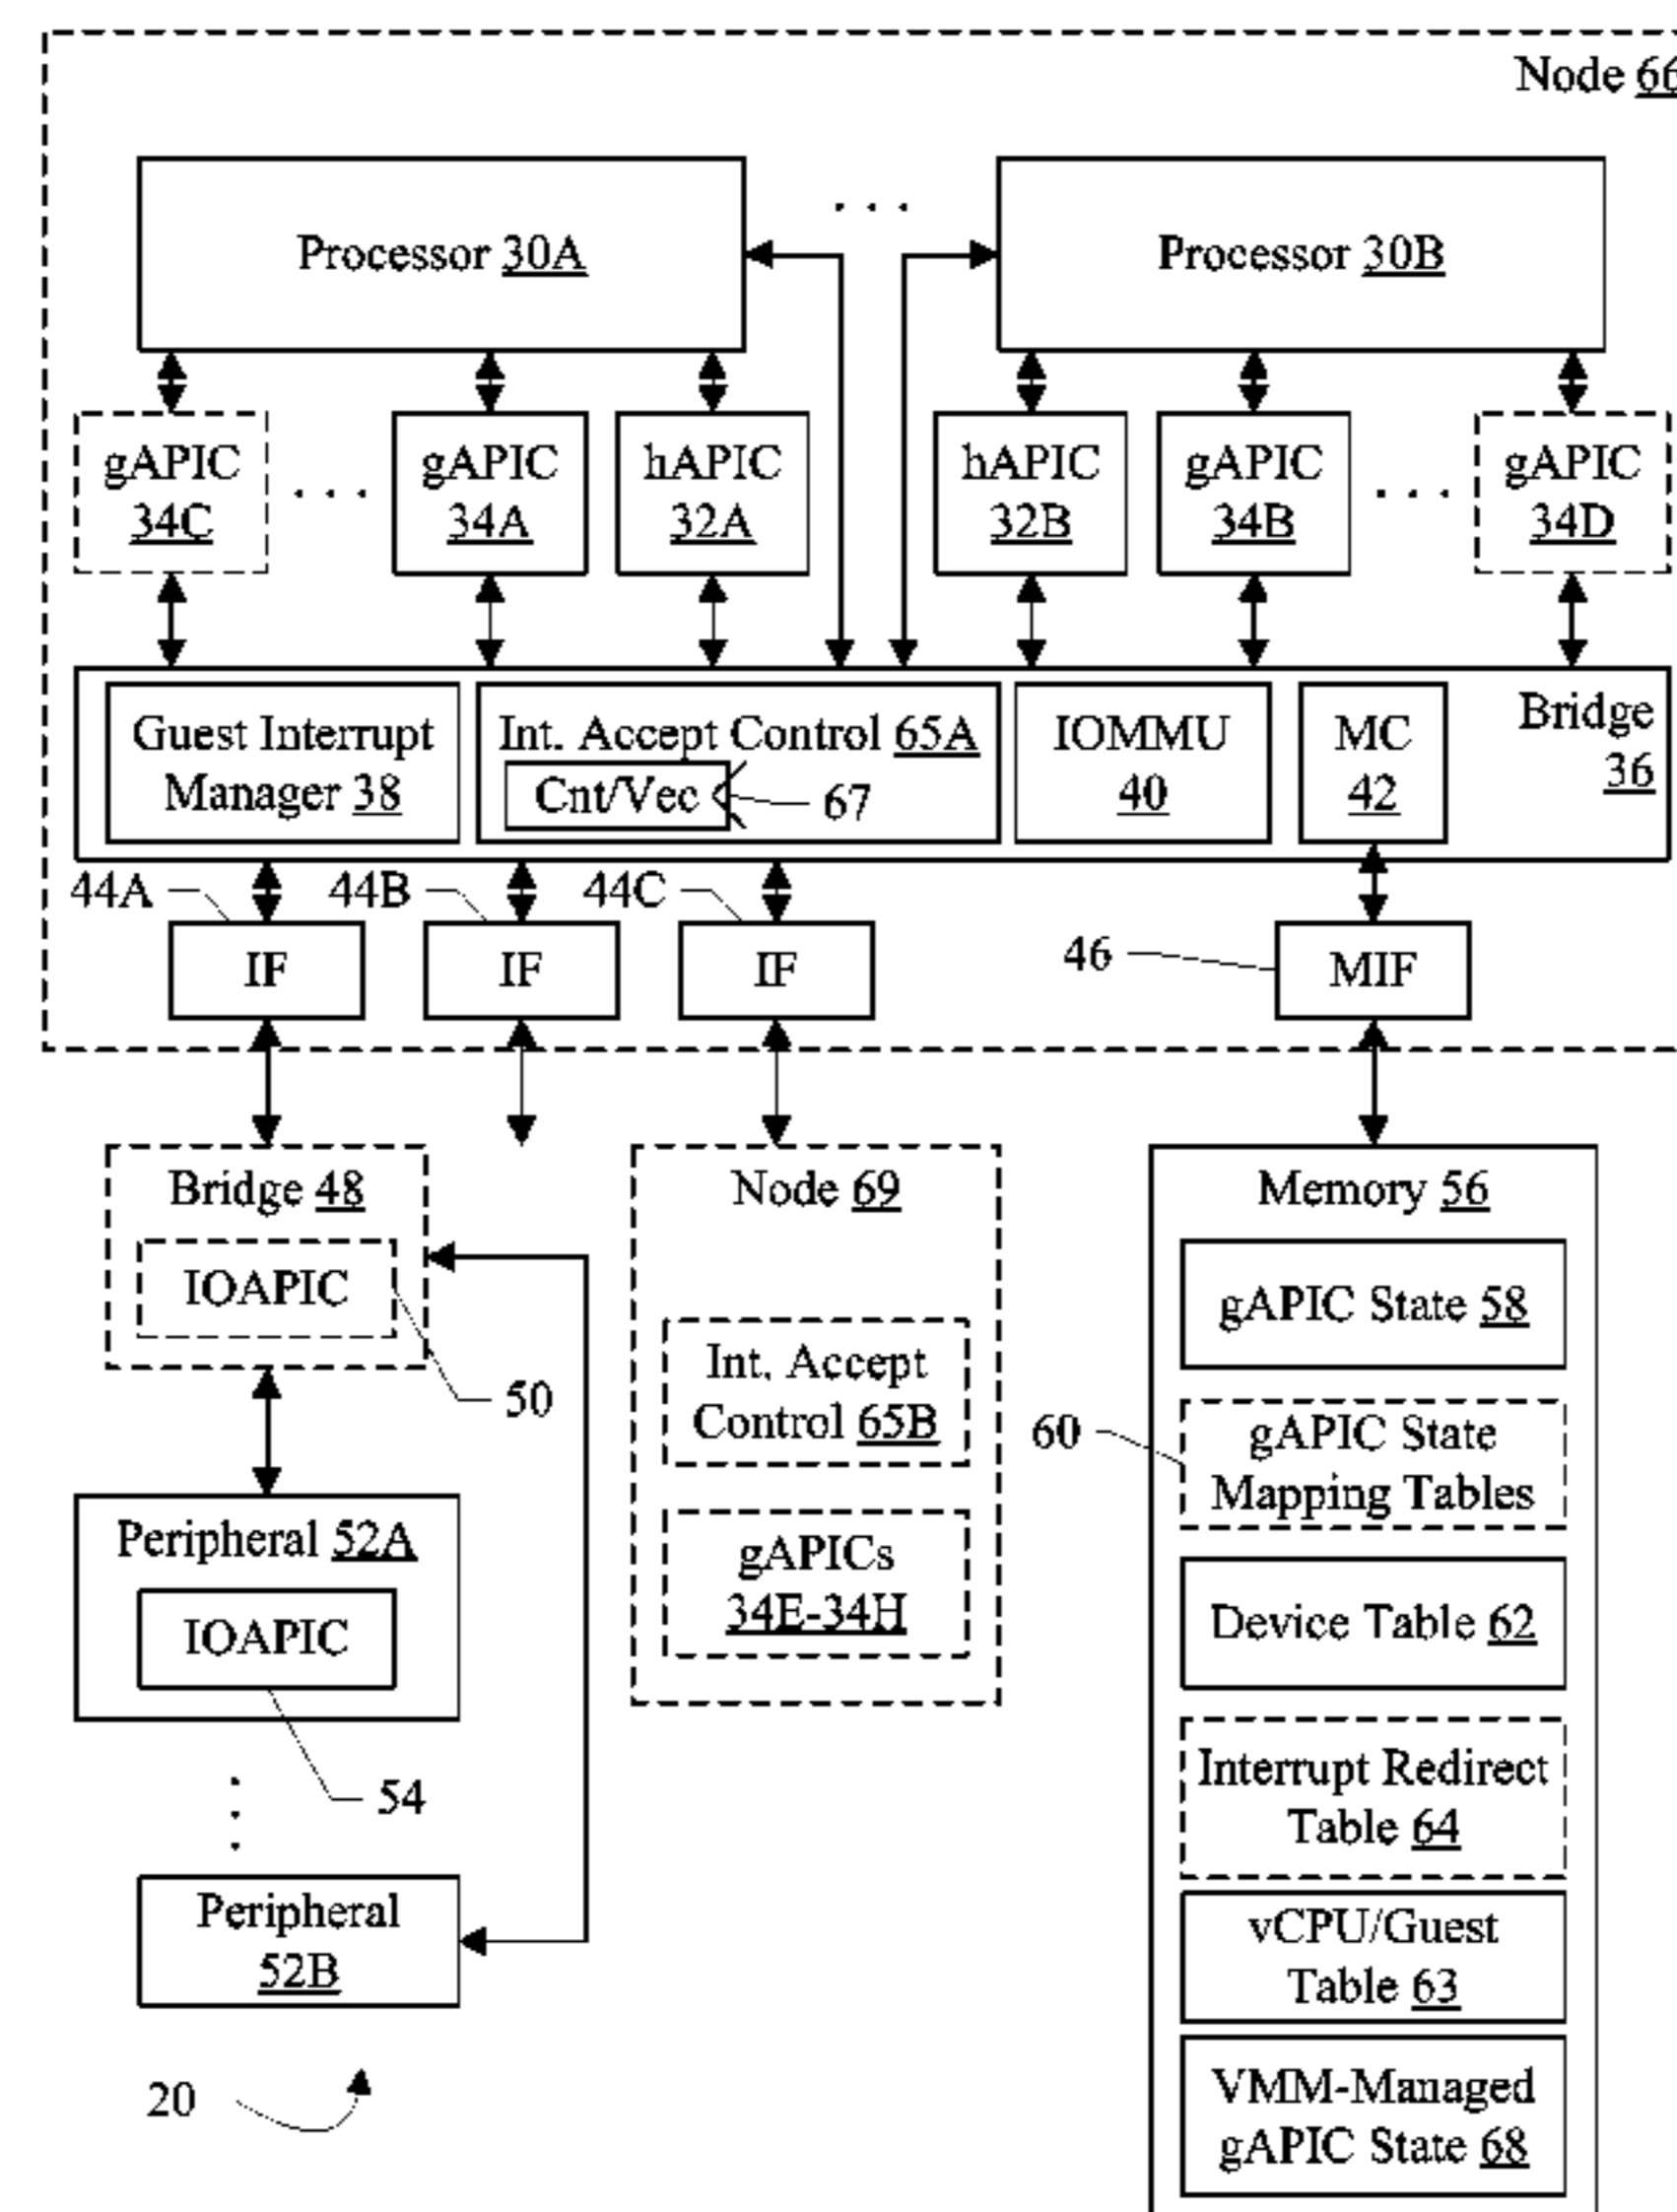 Node 66
. . .
Processor 30A
Processor 30B
gAPIC
34C
. . .
gAPIC
34A
hAPIC
32A
hAPIC
32B
gAPIC
34B
. . .
gAPIC
34D
Guest Interrupt
Manager 38
Int. Accept Control 65A
Cnt/Vec
67
IOMMU
40
MC
42
Bridge
36
44A
44B
44C
IF
IF
IF
46
MIF
Bridge 48
IOAPIC
50
Node 69
Int. Accept
Control 65B
gAPICs
34E-34H
Memory 56
gAPIC State 58
60
gAPIC State
Mapping Tables
Device Table 62
Interrupt Redirect
Table 64
vCPU/Guest
Table 63
VMM-Managed
gAPIC State 68
Peripheral 52A
IOAPIC
54
Peripheral
52B
20